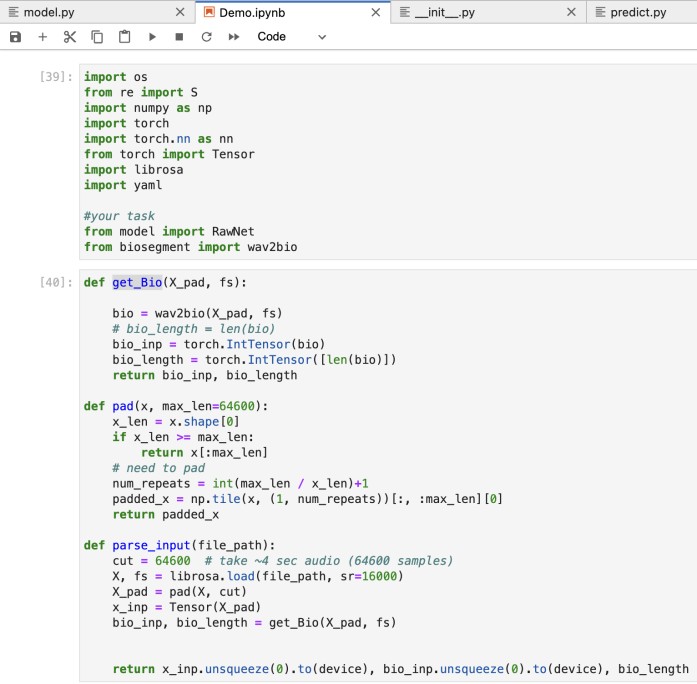 model.py
Demo.ipynb
__init__.py
predict.py
Code
[39]:
import os
from re import S
import numpy as np
import torch
import torch.nn as nn
from torch import Tensor
import librosa
import yaml

#your task
from model import RawNet
from biosegment import wav2bio

[40]:
def get_Bio(X_pad, fs):

    bio = wav2bio(X_pad, fs)
    # bio_length = len(bio)
    bio_inp = torch.IntTensor(bio)
    bio_length = torch.IntTensor([len(bio)])
    return bio_inp, bio_length

def pad(x, max_len=64600):
    x_len = x.shape[0]
    if x_len >= max_len:
        return x[:max_len]
    # need to pad
    num_repeats = int(max_len / x_len)+1
    padded_x = np.tile(x, (1, num_repeats))[:, :max_len][0]
    return padded_x

def parse_input(file_path):
    cut = 64600  # take ~4 sec audio (64600 samples)
    X, fs = librosa.load(file_path, sr=16000)
    X_pad = pad(X, cut)
    x_inp = Tensor(X_pad)
    bio_inp, bio_length = get_Bio(X_pad, fs)


    return x_inp.unsqueeze(0).to(device), bio_inp.unsqueeze(0).to(device), bio_length